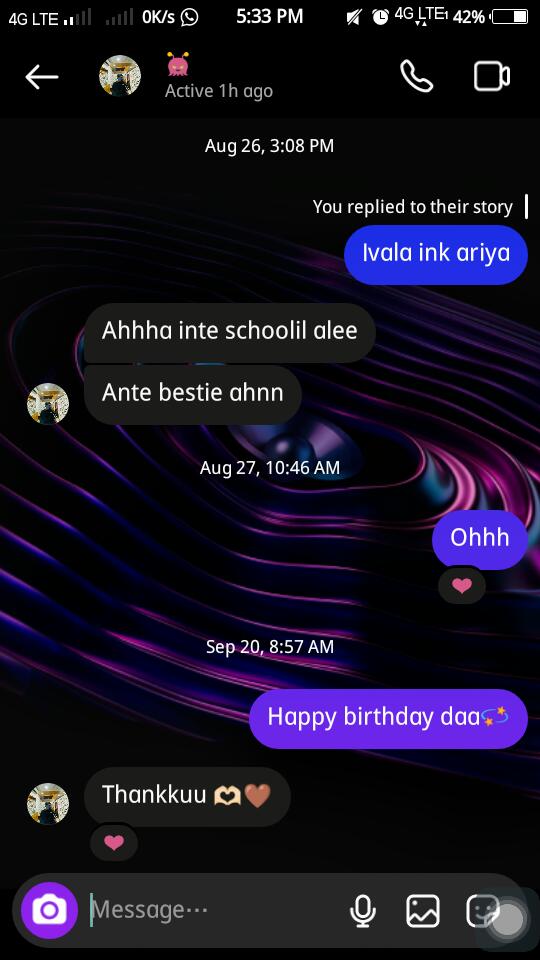 4G LTE 0K/s 5:33 PM 4G LTE1 42%
Active 1h ago
Aug 26, 3:08 PM
You replied to their story
Ivala ink ariya
Ahhha inte schoolil alee
Ante bestie ahnn
Aug 27, 10:46 AM
Ohhh
Sep 20, 8:57 AM
Happy birthday daa💫
Thankkuu 🫶🏻🤎
Message...